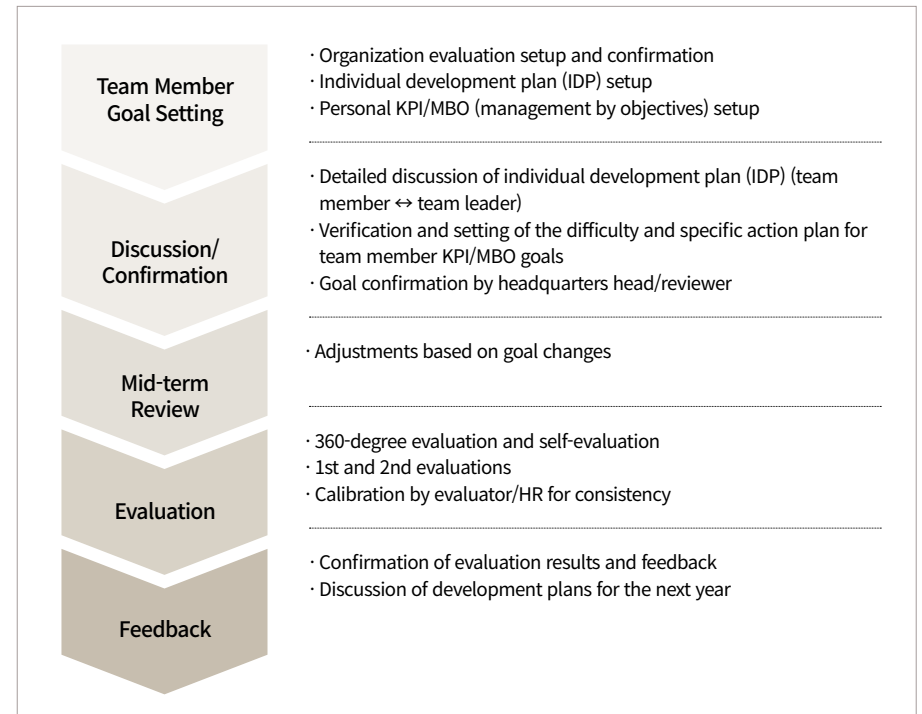 Team Member
Goal Setting
· Organization evaluation setup and confirmation
· Individual development plan (IDP) setup
· Personal KPI/MBO (management by objectives) setup
Discussion/
Confirmation
· Detailed discussion of individual development plan (IDP) (team
member ↔ team leader)
· Verification and setting of the difficulty and specific action plan for
team member KPI/MBO goals
· Goal confirmation by headquarters head/reviewer
Mid-term
Review
· Adjustments based on goal changes
Evaluation
· 360-degree evaluation and self-evaluation
· 1st and 2nd evaluations
· Calibration by evaluator/HR for consistency
Feedback
· Confirmation of evaluation results and feedback
· Discussion of development plans for the next year